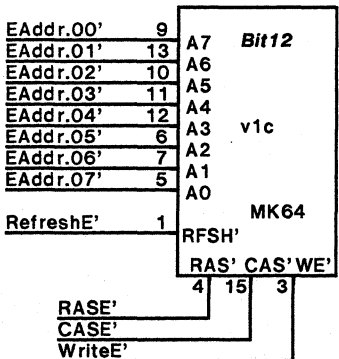 EAddr.00' 9 A7 Bit12
EAddr.01' 13 A6
EAddr.02' 10 A5
EAddr.03' 11 A4
EAddr.04' 12 A3 v1c
EAddr.05' 6 A2
EAddr.06' 7 A1
EAddr.07' 5 A0
MK64
RefreshE' 1 RFSH'
RAS' CAS' WE'
4 15 3
RASE'
CASE'
WriteE'